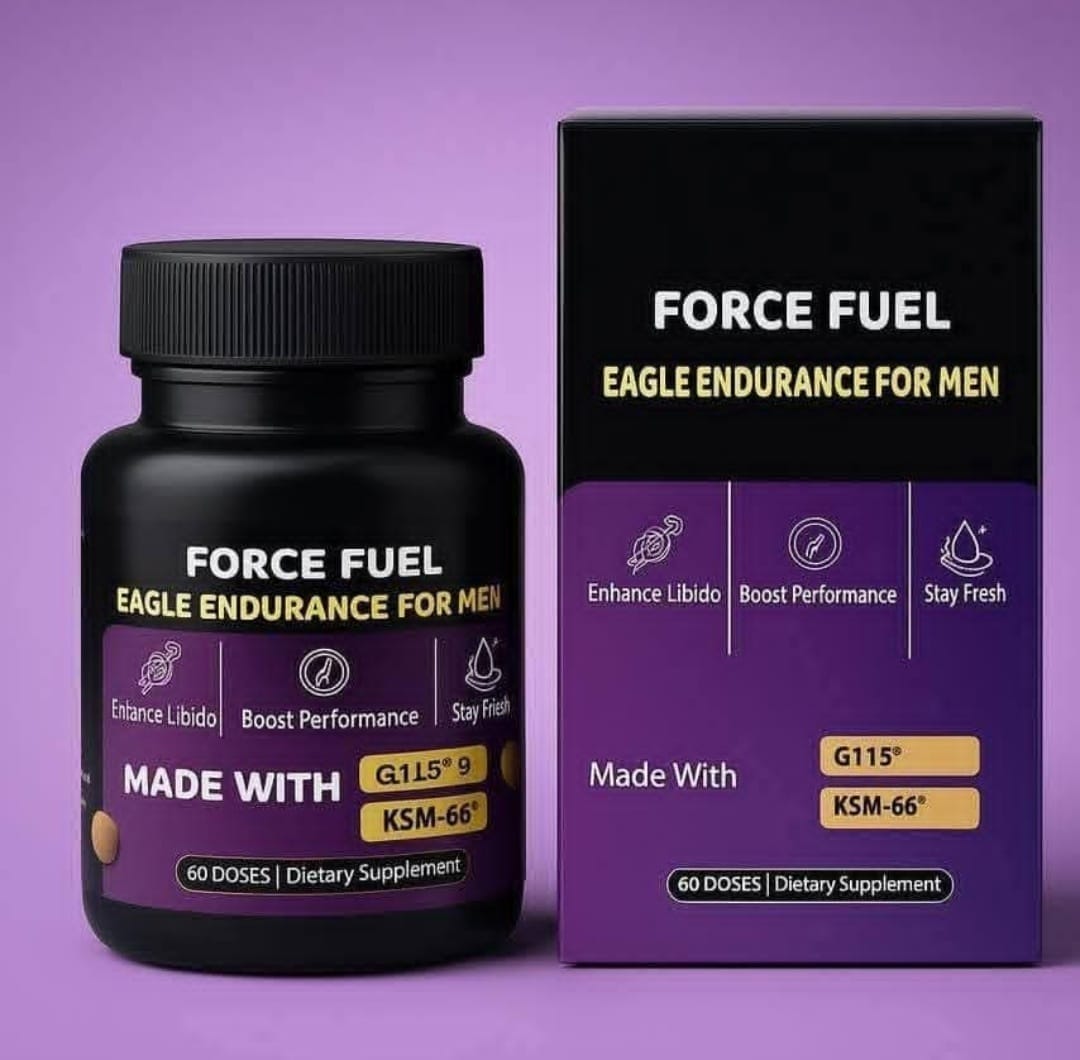 FORCE FUEL
EAGLE ENDURANCE FOR MEN
Enhance Libido
Boost Performance
Stay Friesh
MADE WITH
G1L5® 9
KSM-66®
60 DOSES | Dietary Supplement
FORCE FUEL
EAGLE ENDURANCE FOR MEN
Enhance Libido
Boost Performance
Stay Fresh
Made With
G115®
KSM-66®
60 DOSES | Dietary Supplement